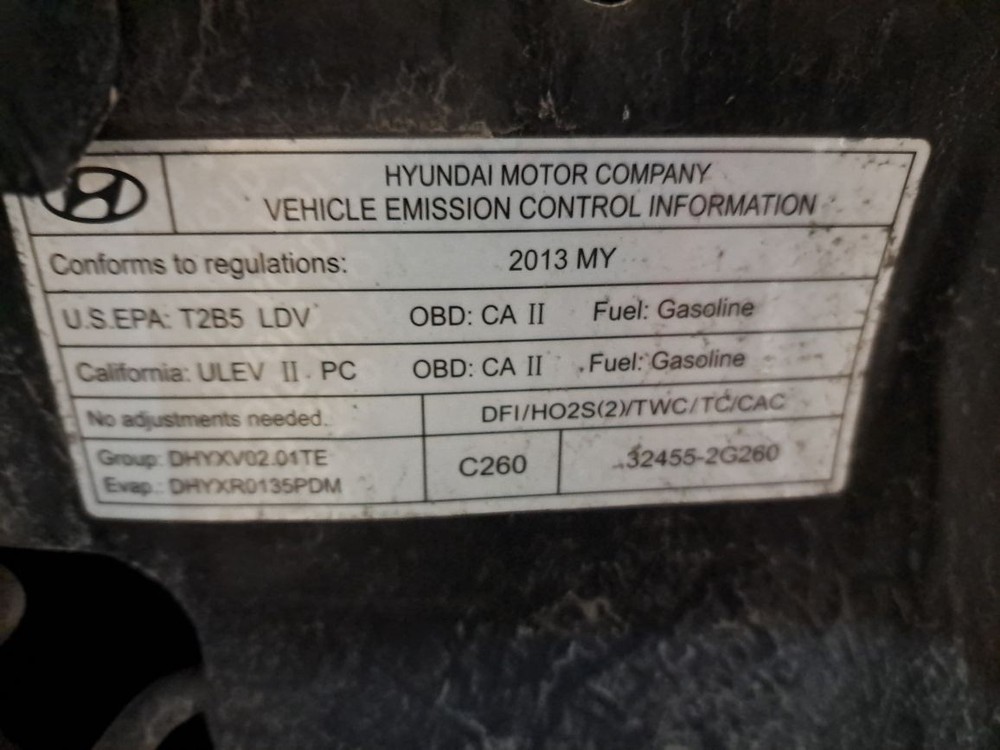 HYUNDAI MOTOR COMPANY
VEHICLE EMISSION CONTROL INFORMATION
Conforms to regulations: 2013 MY
U.S.EPA: T2B5 LDV OBD: CA II Fuel: Gasoline
California: ULEV II PC OBD: CA II Fuel: Gasoline
No adjustments needed. DFI/HO2S(2)/TWC/TC/CAC
Group: DHYXV02.01TE
Evap.: DHYXR0135PDM
C260 32455-2G260